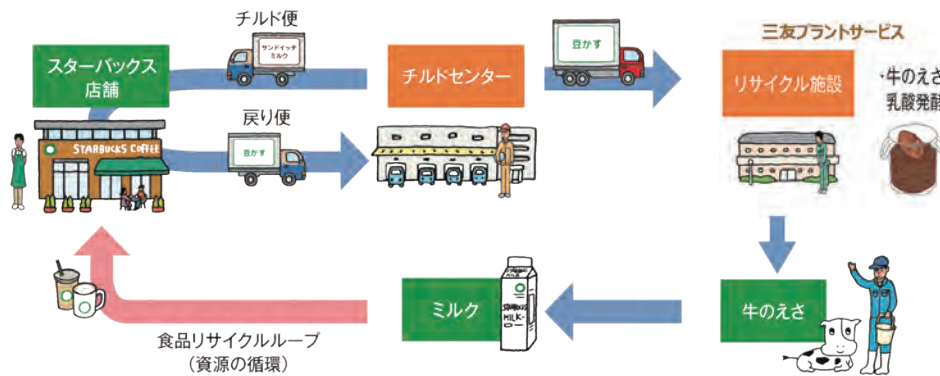 チルド便
サンドイッチ
ミルク
スターバックス
店舗
チルドセンター
豆かす
三友プラントサービス
リサイクル施設
・牛のえさ
乳酸発酵
戻り便
豆かす
STARBUCKS COFFEE
ミルク
STARBUCKS
MILK
牛のえさ
食品リサイクルループ
（資源の循環）